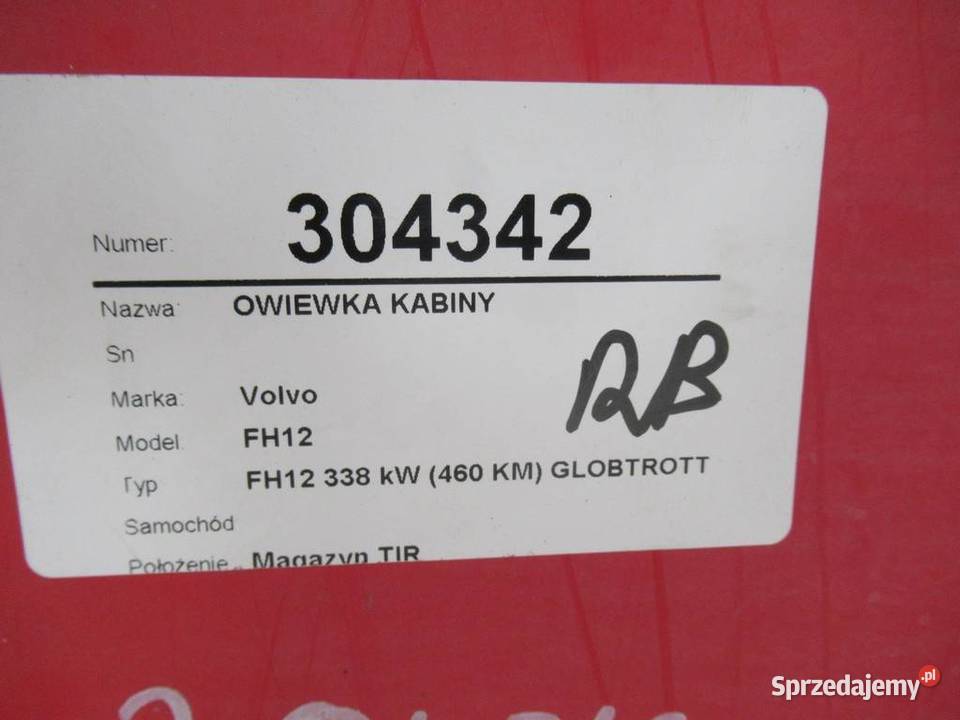 Numer: 304342
Nazwa: OWIEWKA KABINY
Sn
Marka: Volvo
Model FH12
Typ FH12 338 kW (460 KM) GLOBTROTT
Samochód
Położenie Magazyn TIR
Sprzedajemy.pl